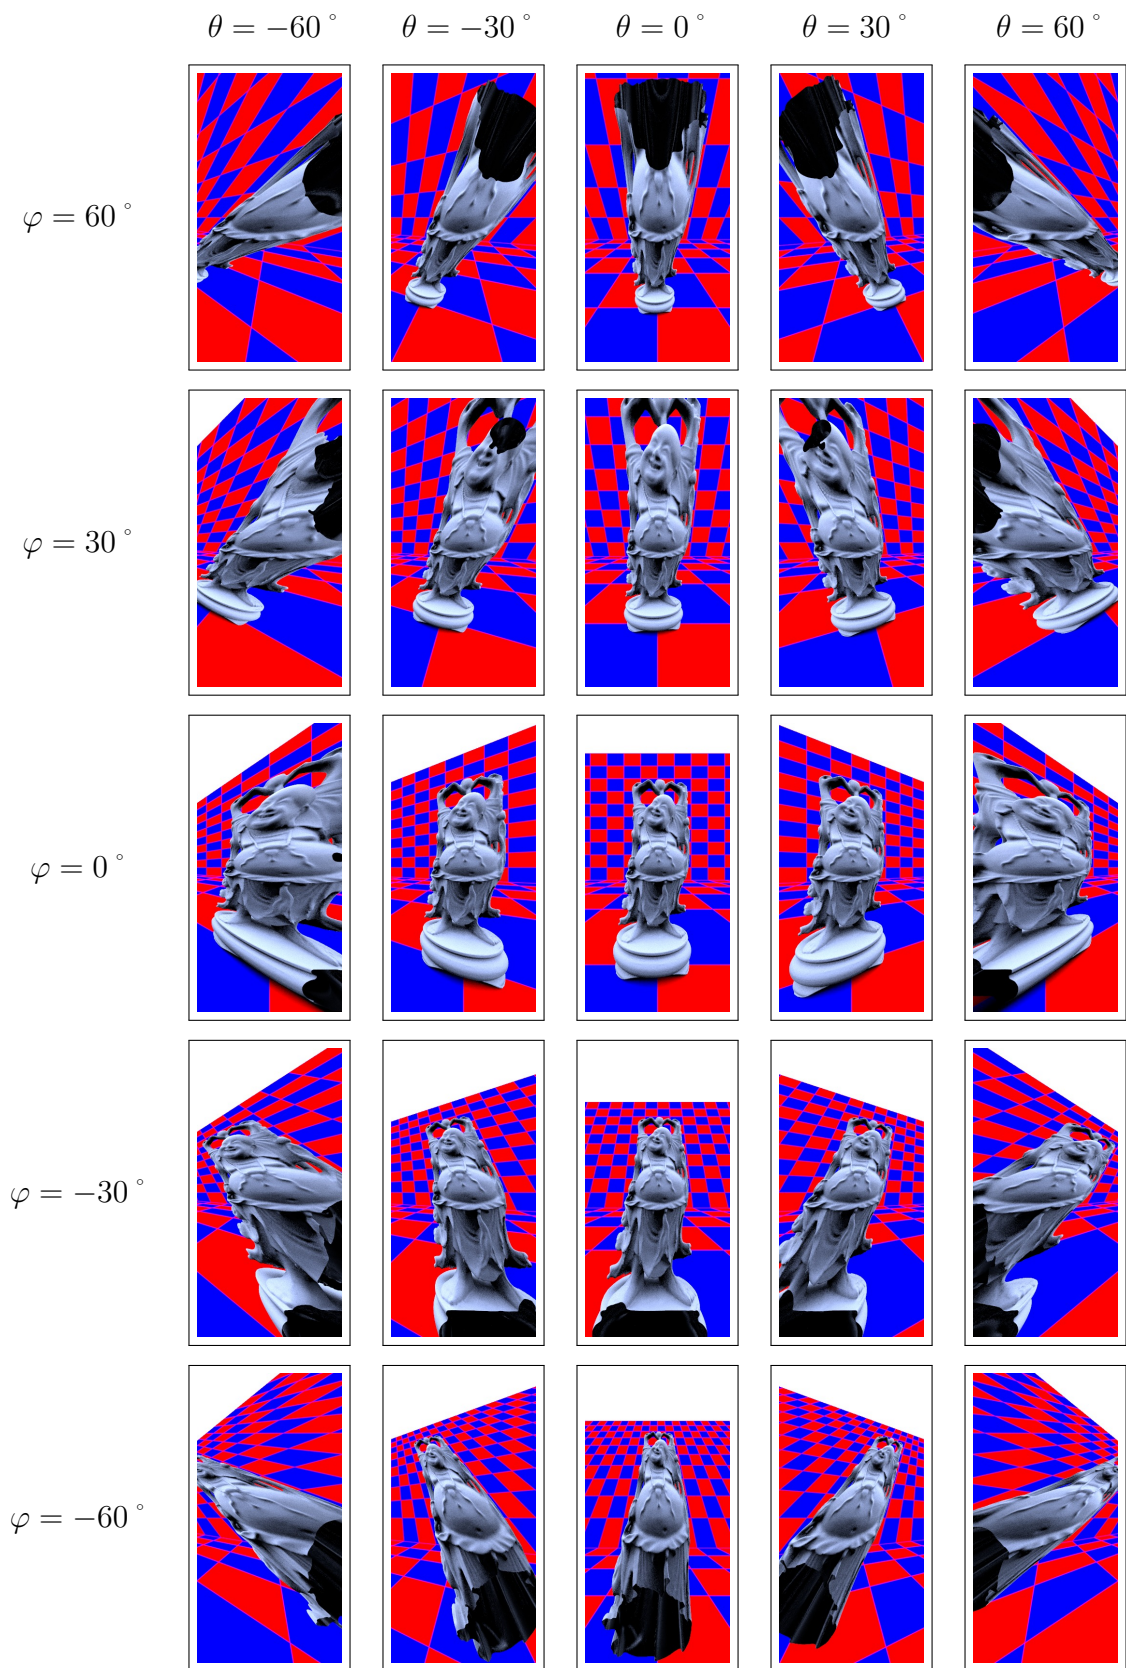 θ = −60° θ = −30° θ = 0° θ = 30° θ = 60°
φ = 60°
φ = 30°
φ = 0°
φ = −30°
φ = −60°